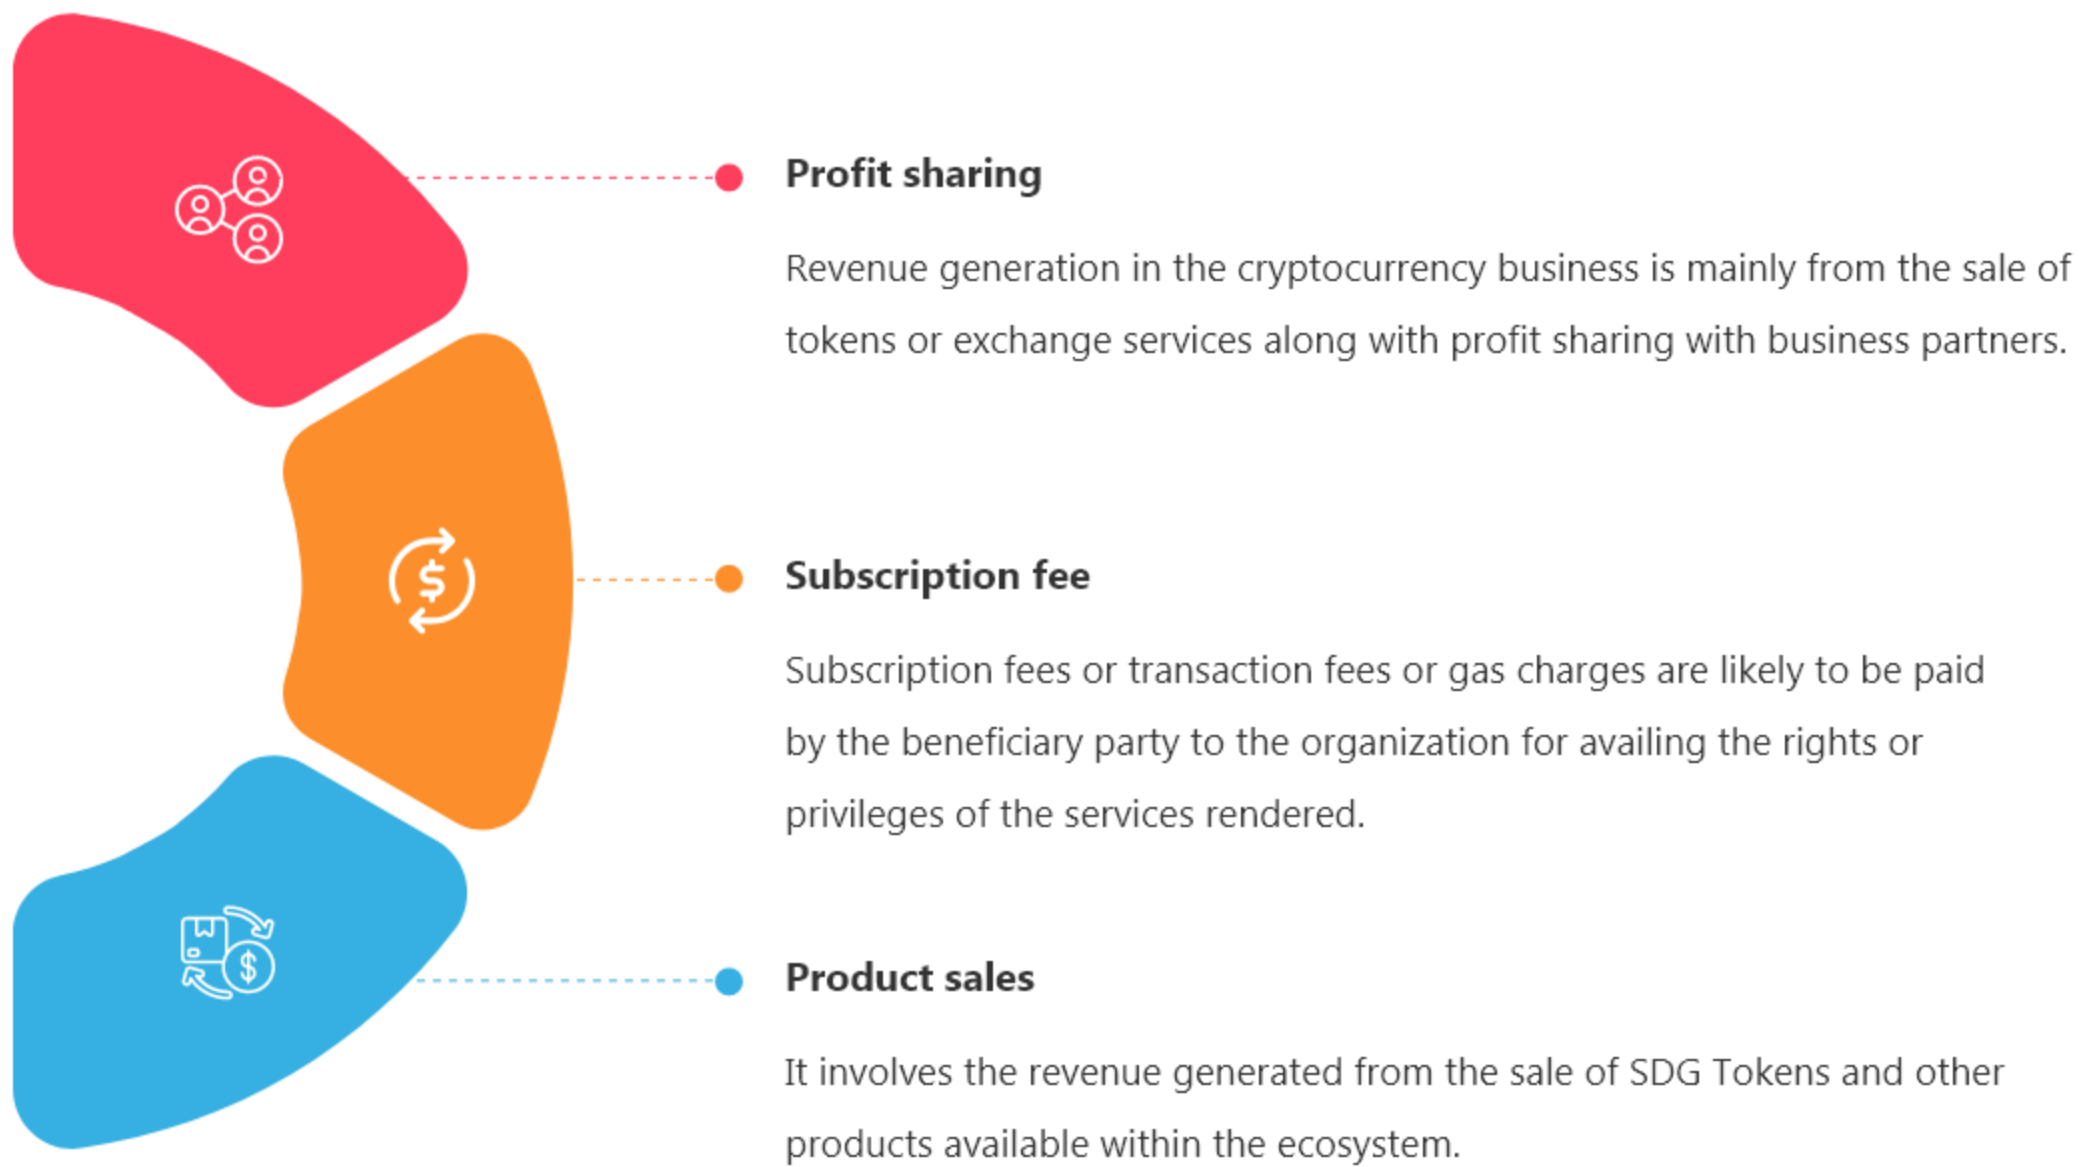 Profit sharing
Revenue generation in the cryptocurrency business is mainly from the sale of
tokens or exchange services along with profit sharing with business partners.
$
Subscription fee
Subscription fees or transaction fees or gas charges are likely to be paid
by the beneficiary party to the organization for availing the rights or
privileges of the services rendered.
$
Product sales
It involves the revenue generated from the sale of SDG Tokens and other
products available within the ecosystem.